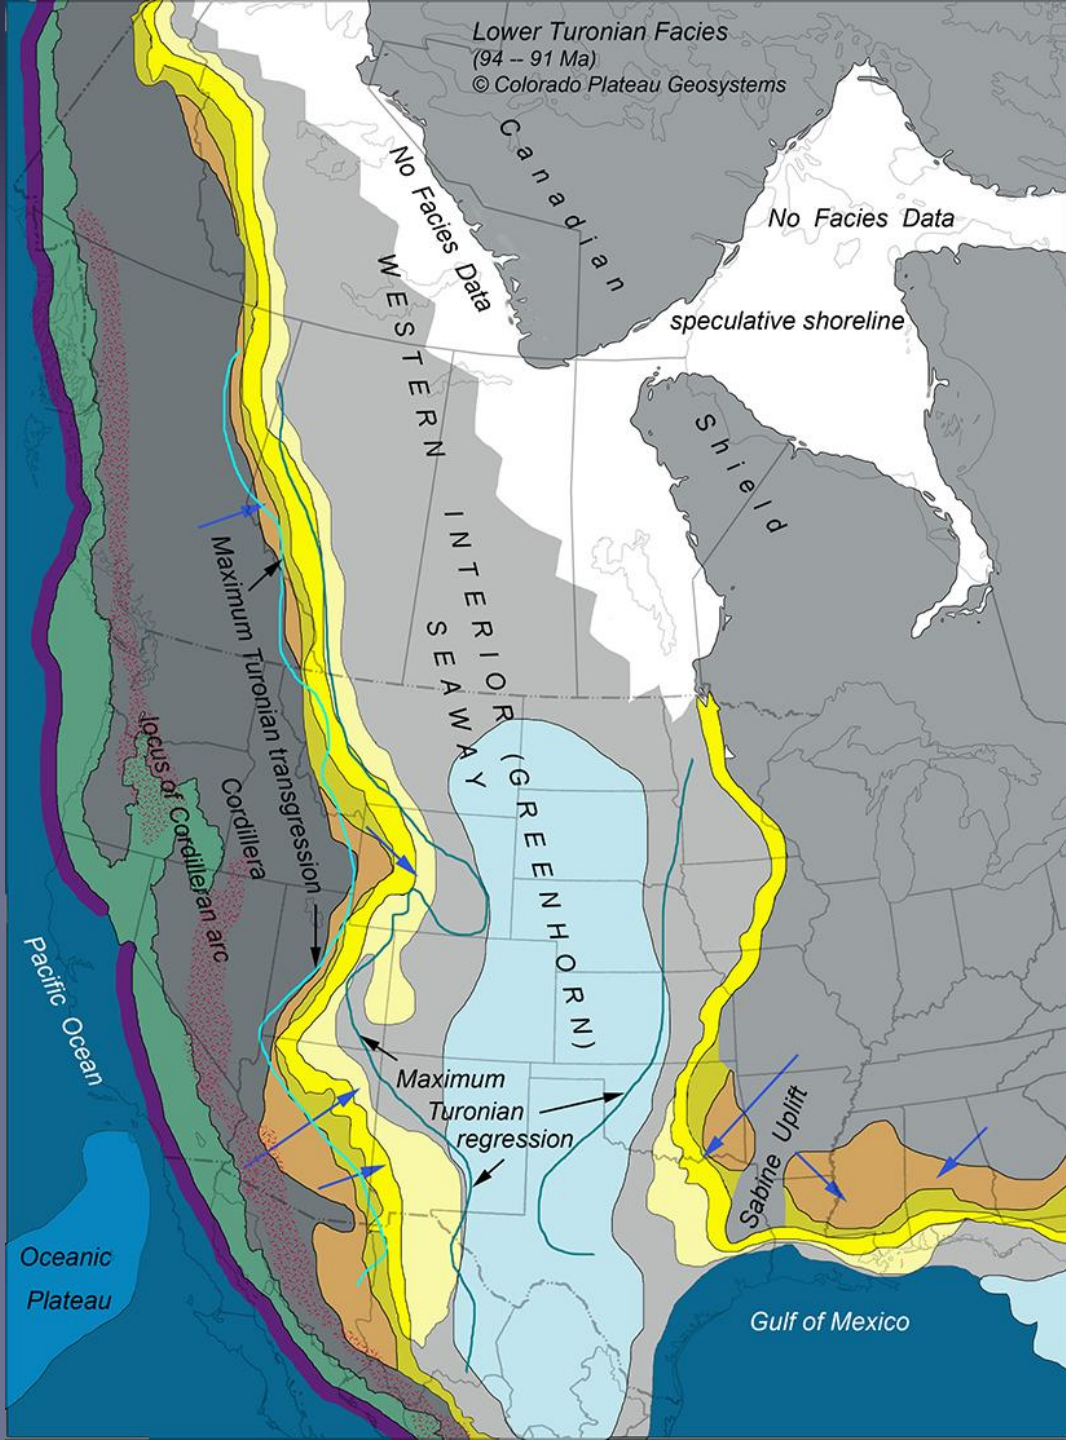 Lower Turonian Facies
(94 -- 91 Ma)
© Colorado Plateau Geosystems
Canadian
No Facies Data
No Facies Data
speculative shoreline
WESTERN INTERIOR (GREENHORN)
SEAWAY
Shield
Maximum Turonian transgression
locus of Cordilleran arc
Cordillera
Pacific Ocean
Maximum
Turonian
regression
Sabine Uplift
Oceanic
Plateau
Gulf of Mexico